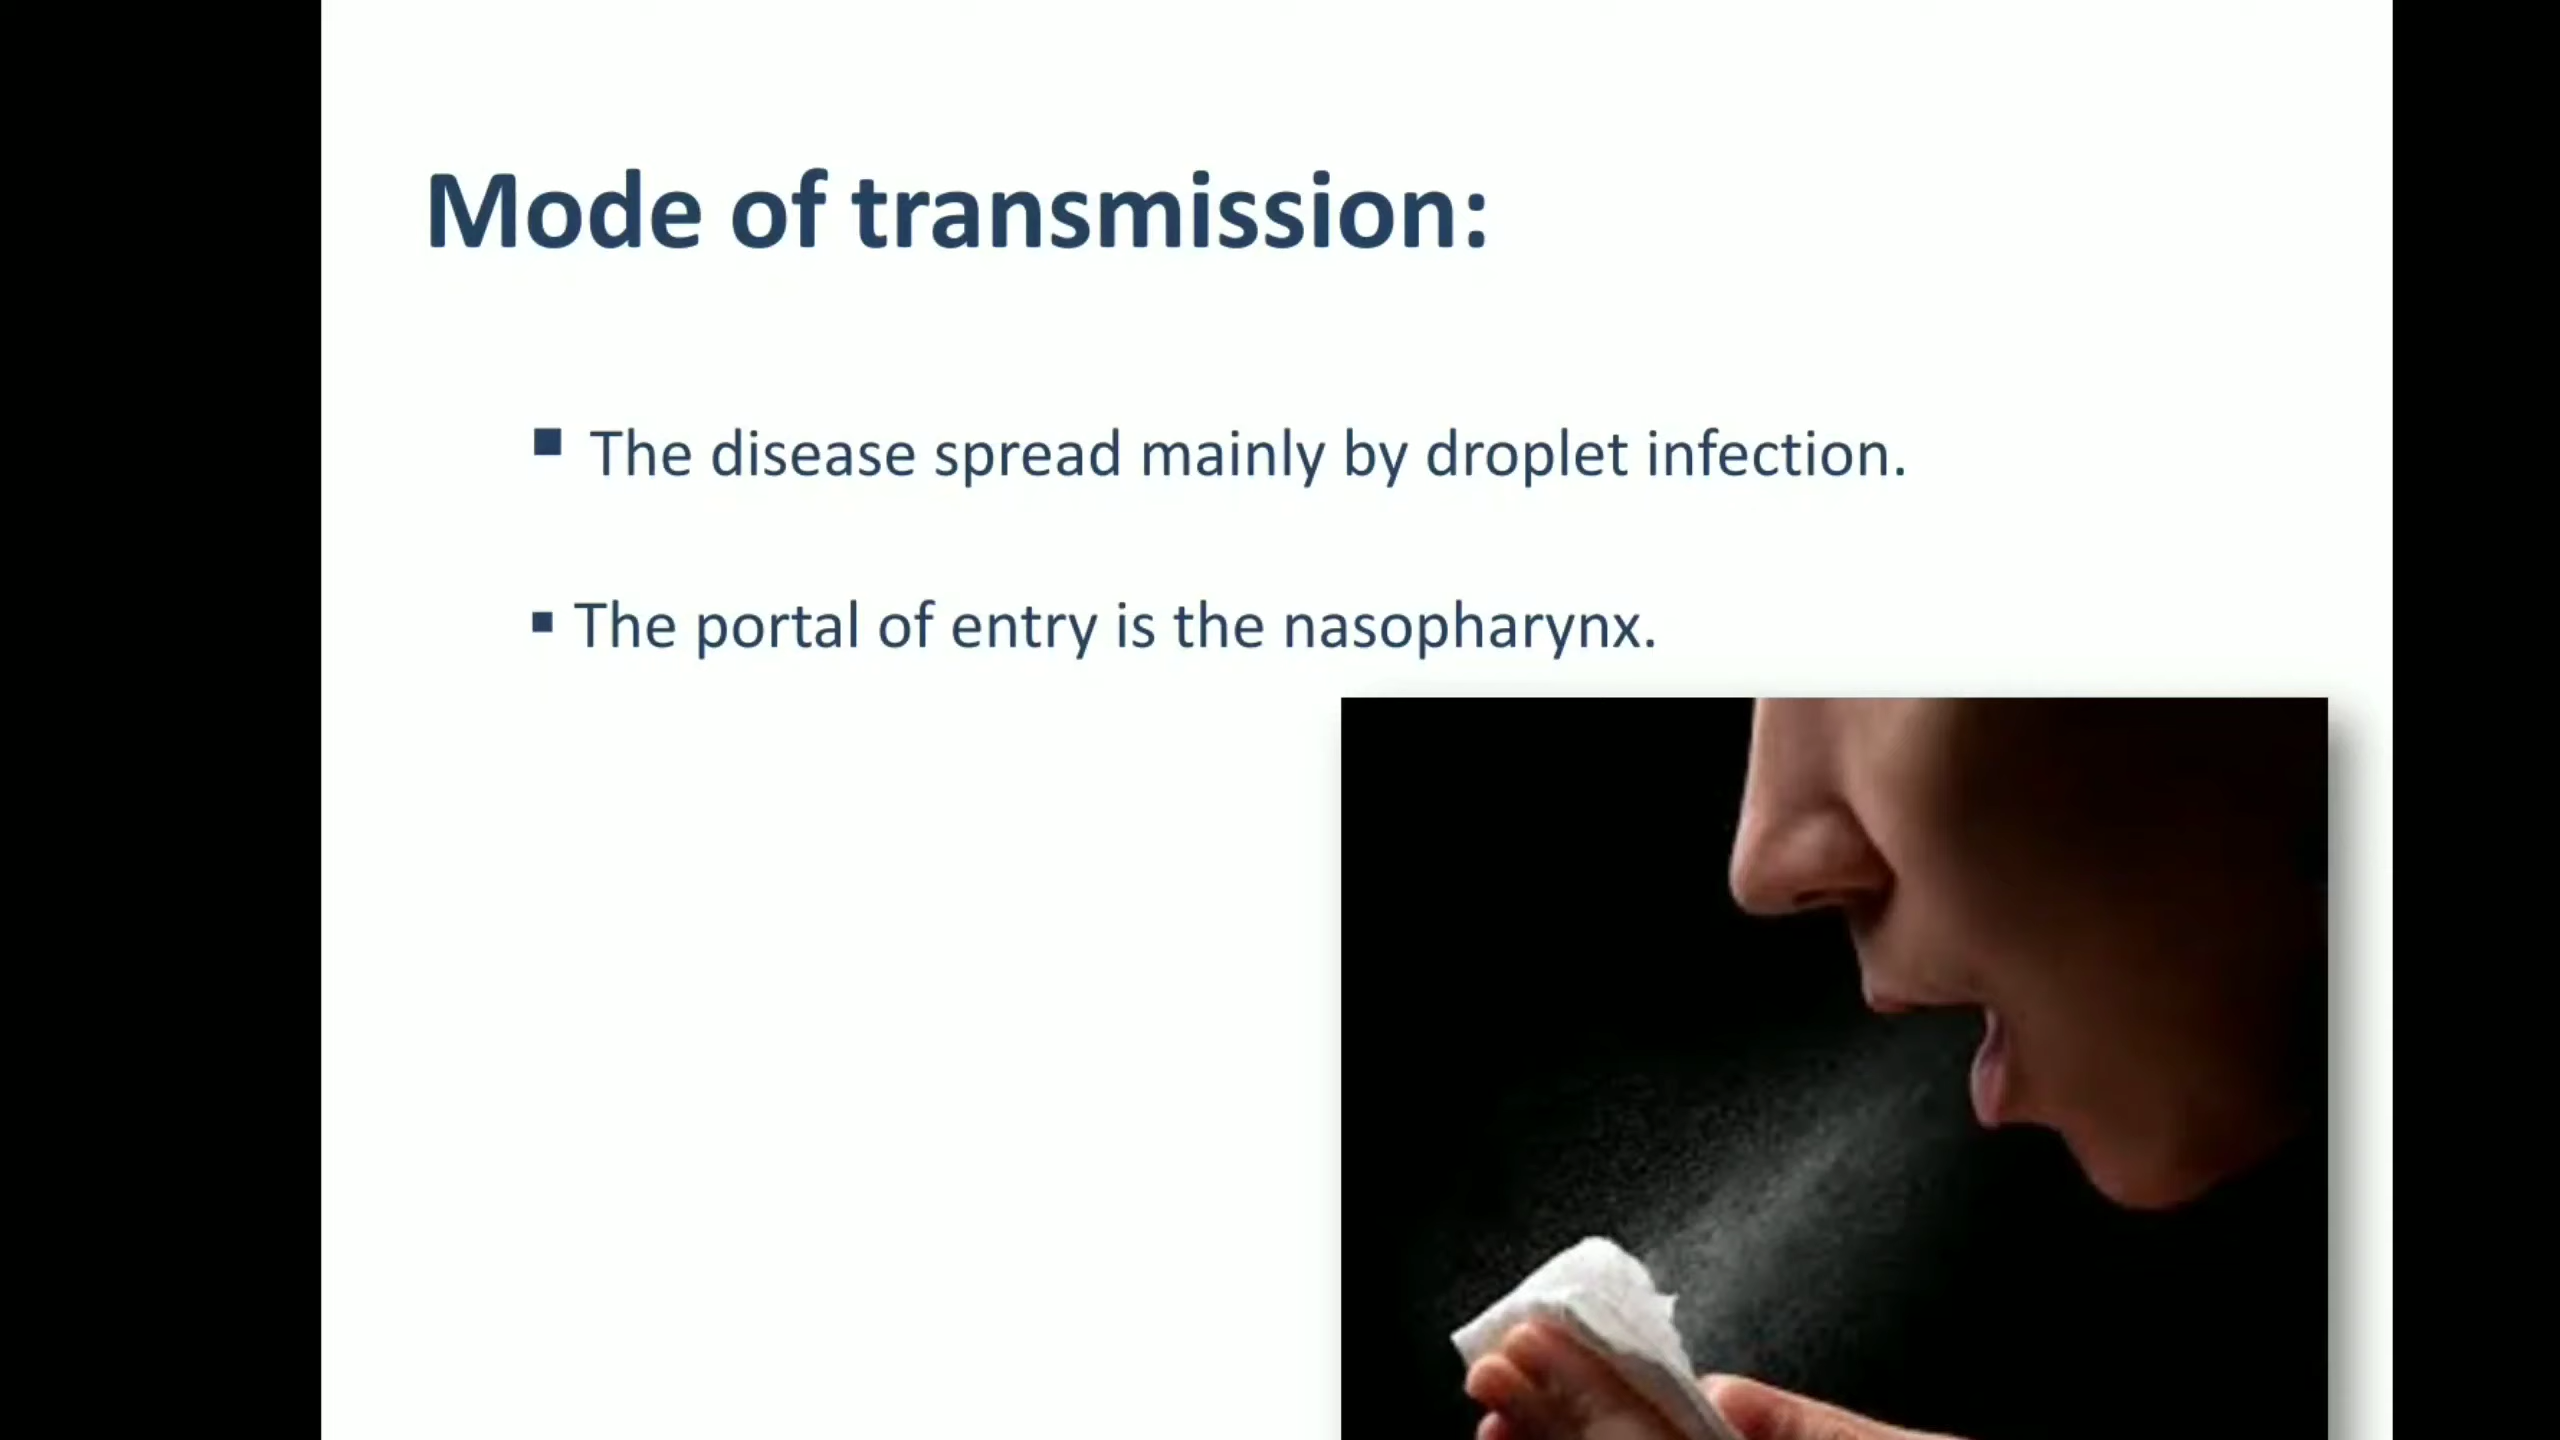 Mode of transmission:
▪ The disease spread mainly by droplet infection.
▪ The portal of entry is the nasopharynx.